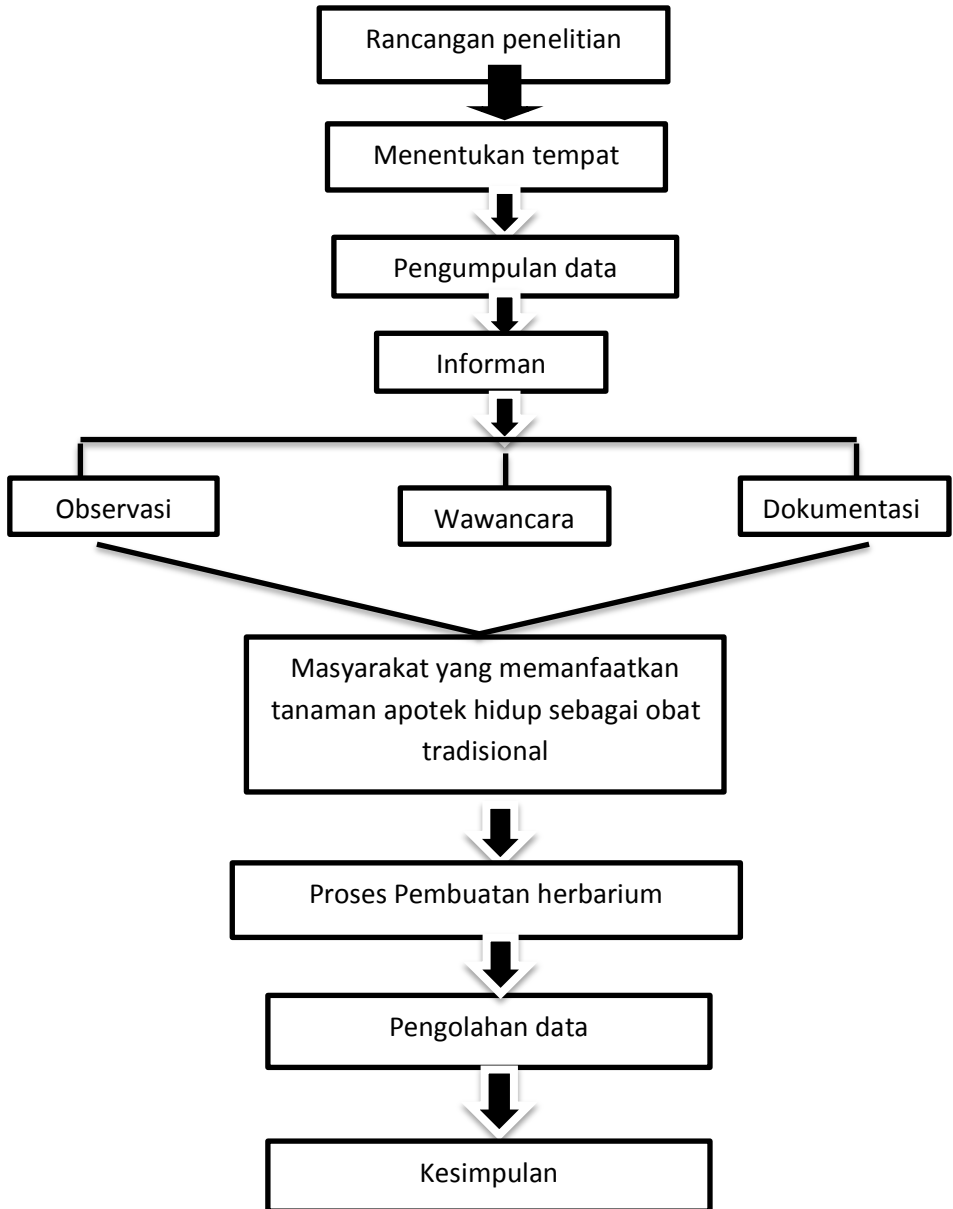 Rancangan penelitian
Menentukan tempat
Pengumpulan data
Informan
Observasi
Wawancara
Dokumentasi
Masyarakat yang memanfaatkan
tanaman apotek hidup sebagai obat
tradisional
Proses Pembuatan herbarium
Pengolahan data
Kesimpulan